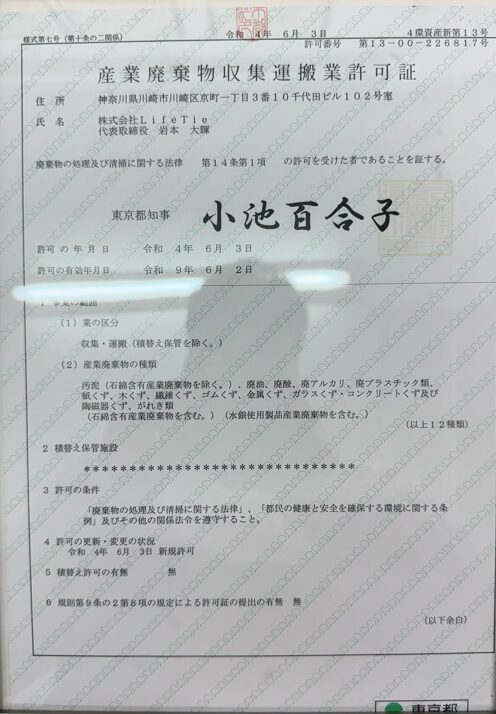 様式第七号(第十条の二関係)
令和 4年 6月 3日
4環資産新第13号
許可番号 第13-00-226817号
産業廃棄物収集運搬業許可証
住所 神奈川県川崎市川崎区京町一丁目3番10千代田ビル102号室
氏名 株式会社LifeTie
代表取締役 岩本 大輝
廃棄物の処理及び清掃に関する法律 第14条第1項 の許可を受けた者であることを証する。
東京都知事 小池百合子
許可の年月日 令和 4年 6月 3日
許可の有効年月日 令和 9年 6月 2日
1 事業の範囲
(1)業の区分
収集・運搬(積替え保管を除く。)
(2)産業廃棄物の種類
汚泥(石綿含有産業廃棄物を除く。)、廃油、廃酸、廃アルカリ、廃プラスチック類、
紙くず、木くず、繊維くず、ゴムくず、金属くず、ガラスくず・コンクリートくず及び
陶磁器くず、がれき類
(石綿含有産業廃棄物を含む。)(水銀使用製品産業廃棄物を含む。)
(以上12種類)
2 積替え保管施設
******************************
3 許可の条件
「廃棄物の処理及び清掃に関する法律」、「都民の健康と安全を確保する環境に関する条
例」及びその他の関係法令を遵守すること。
4 許可の更新・変更の状況
令和 4年 6月 3日 新規許可
5 積替え許可の有無 無
6 規則第9条の2第8項の規定による許可証の提出の有無 無
(以下余白)
東京都